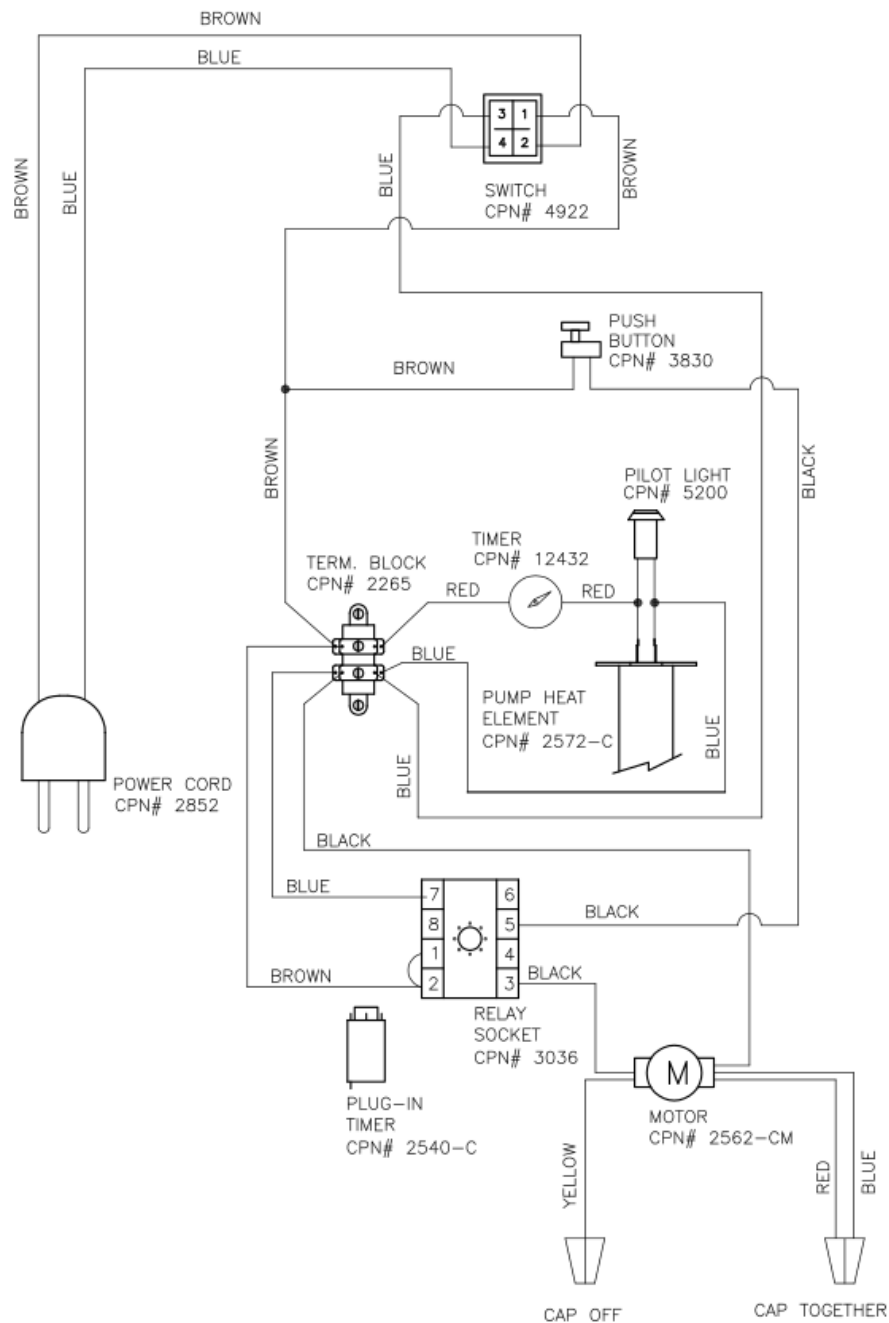 BROWN
BLUE
3 1
4 2
BROWN
BLUE
BLUE
BROWN
SWITCH
CPN# 4922
PUSH
BUTTON
CPN# 3830
BROWN
BROWN
BLACK
PILOT LIGHT
CPN# 5200
TIMER
CPN# 12432
TERM. BLOCK
CPN# 2265
RED
RED
BLUE
PUMP HEAT
ELEMENT
CPN# 2572-C
BLUE
BLUE
POWER CORD
CPN# 2852
BLACK
BLUE
7 6
8 5
1 4
2 3
BLACK
BROWN
BLACK
RELAY
SOCKET
CPN# 3036
PLUG-IN
TIMER
CPN# 2540-C
M
MOTOR
CPN# 2562-CM
YELLOW
RED
BLUE
CAP OFF
CAP TOGETHER